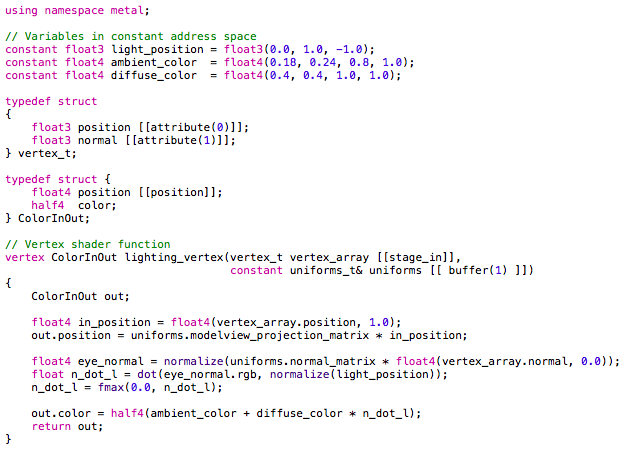 using namespace metal;
// Variables in constant address space
constant float3 light_position = float3(0.0, 1.0, -1.0);
constant float4 ambient_color  = float4(0.18, 0.24, 0.8, 1.0);
constant float4 diffuse_color  = float4(0.4, 0.4, 1.0, 1.0);
typedef struct
{
    float3 position [[attribute(0)]];
    float3 normal [[attribute(1)]];
} vertex_t;
typedef struct {
    float4 position [[position]];
    half4  color;
} ColorInOut;
// Vertex shader function
vertex ColorInOut lighting_vertex(vertex_t vertex_array [[stage_in]],
                                  constant uniforms_t& uniforms [[ buffer(1) ]])
{
    ColorInOut out;
    float4 in_position = float4(vertex_array.position, 1.0);
    out.position = uniforms.modelview_projection_matrix * in_position;
    float4 eye_normal = normalize(uniforms.normal_matrix * float4(vertex_array.normal, 0.0));
    float n_dot_l = dot(eye_normal.rgb, normalize(light_position));
    n_dot_l = fmax(0.0, n_dot_l);
    out.color = half4(ambient_color + diffuse_color * n_dot_l);
    return out;
}